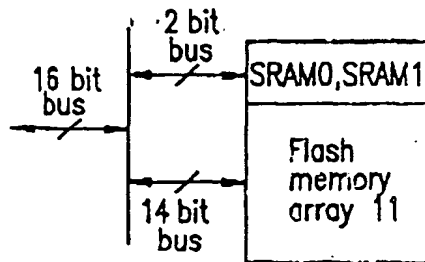 2 bit
bus
16 bit
bus
SRAM0,SRAM1
Flash
memory
array 11
14 bit
bus